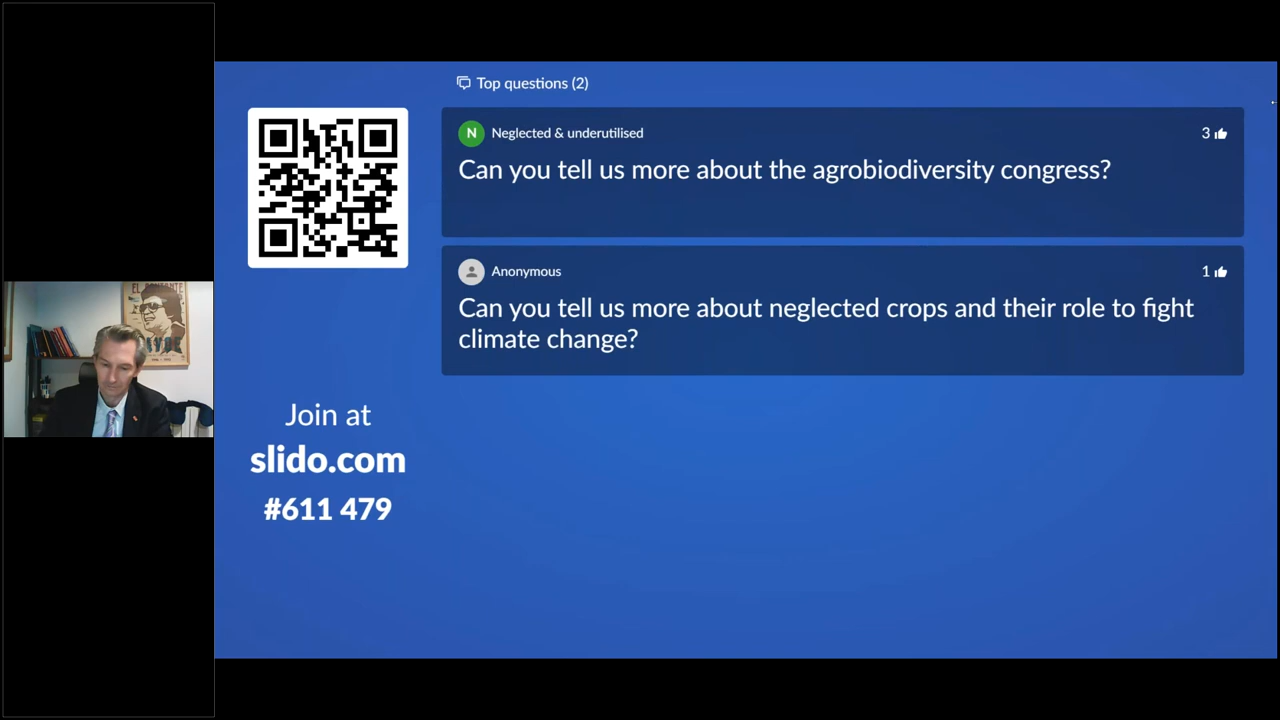 Top questions (2)
N
Neglected & underutilised
3
Can you tell us more about the agrobiodiversity congress?
Anonymous
1
Can you tell us more about neglected crops and their role to fight
climate change?
Join at
slido.com
#611 479
EL CANTANTE